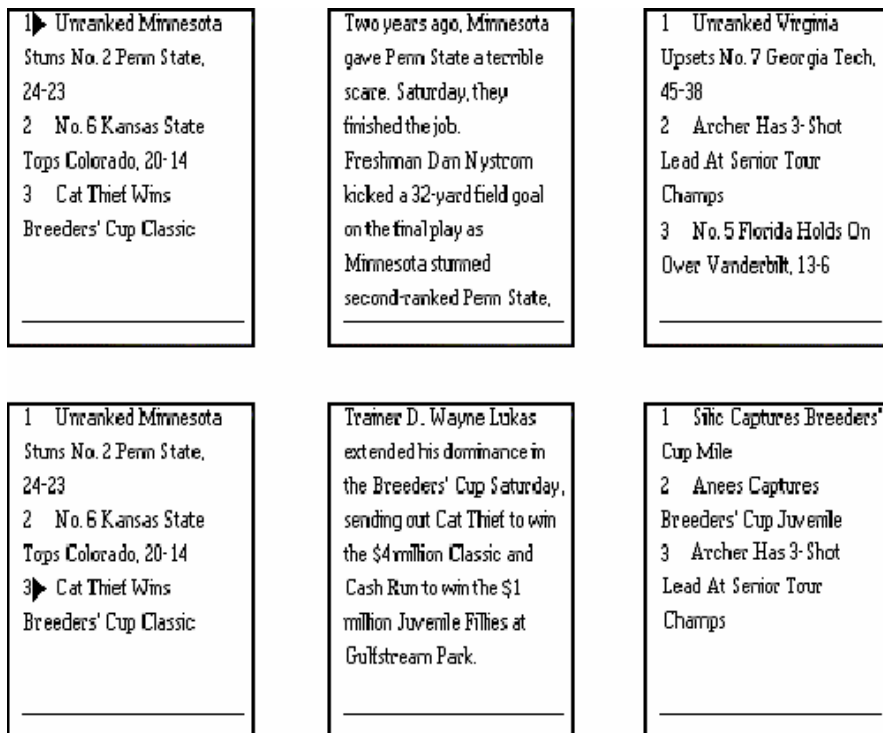 1▶ Unranked Minnesota
Stuns No. 2 Penn State,
24-23
2 No. 6 Kansas State
Tops Colorado, 20-14
3 Cat Thief Wins
Breeders' Cup Classic
Two years ago, Minnesota
gave Penn State a terrible
scare. Saturday, they
finished the job.
Freshman Dan Nystrom
kicked a 32-yard field goal
on the final play as
Minnesota stunned
second-ranked Penn State,
1 Unranked Virginia
Upsets No. 7 Georgia Tech,
45-38
2 Archer Has 3-Shot
Lead At Senior Tour
Champs
3 No. 5 Florida Holds On
Over Vanderbilt, 13-6
1 Unranked Minnesota
Stuns No. 2 Penn State,
24-23
2 No. 6 Kansas State
Tops Colorado, 20-14
3▶ Cat Thief Wins
Breeders' Cup Classic
Trainer D. Wayne Lukas
extended his dominance in
the Breeders' Cup Saturday,
sending out Cat Thief to win
the $4 million Classic and
Cash Run to win the $1
million Juvenile Fillies at
Gulfstream Park.
1 Silic Captures Breeders'
Cup Mile
2 Anees Captures
Breeders' Cup Juvenile
3 Archer Has 3-Shot
Lead At Senior Tour
Champs